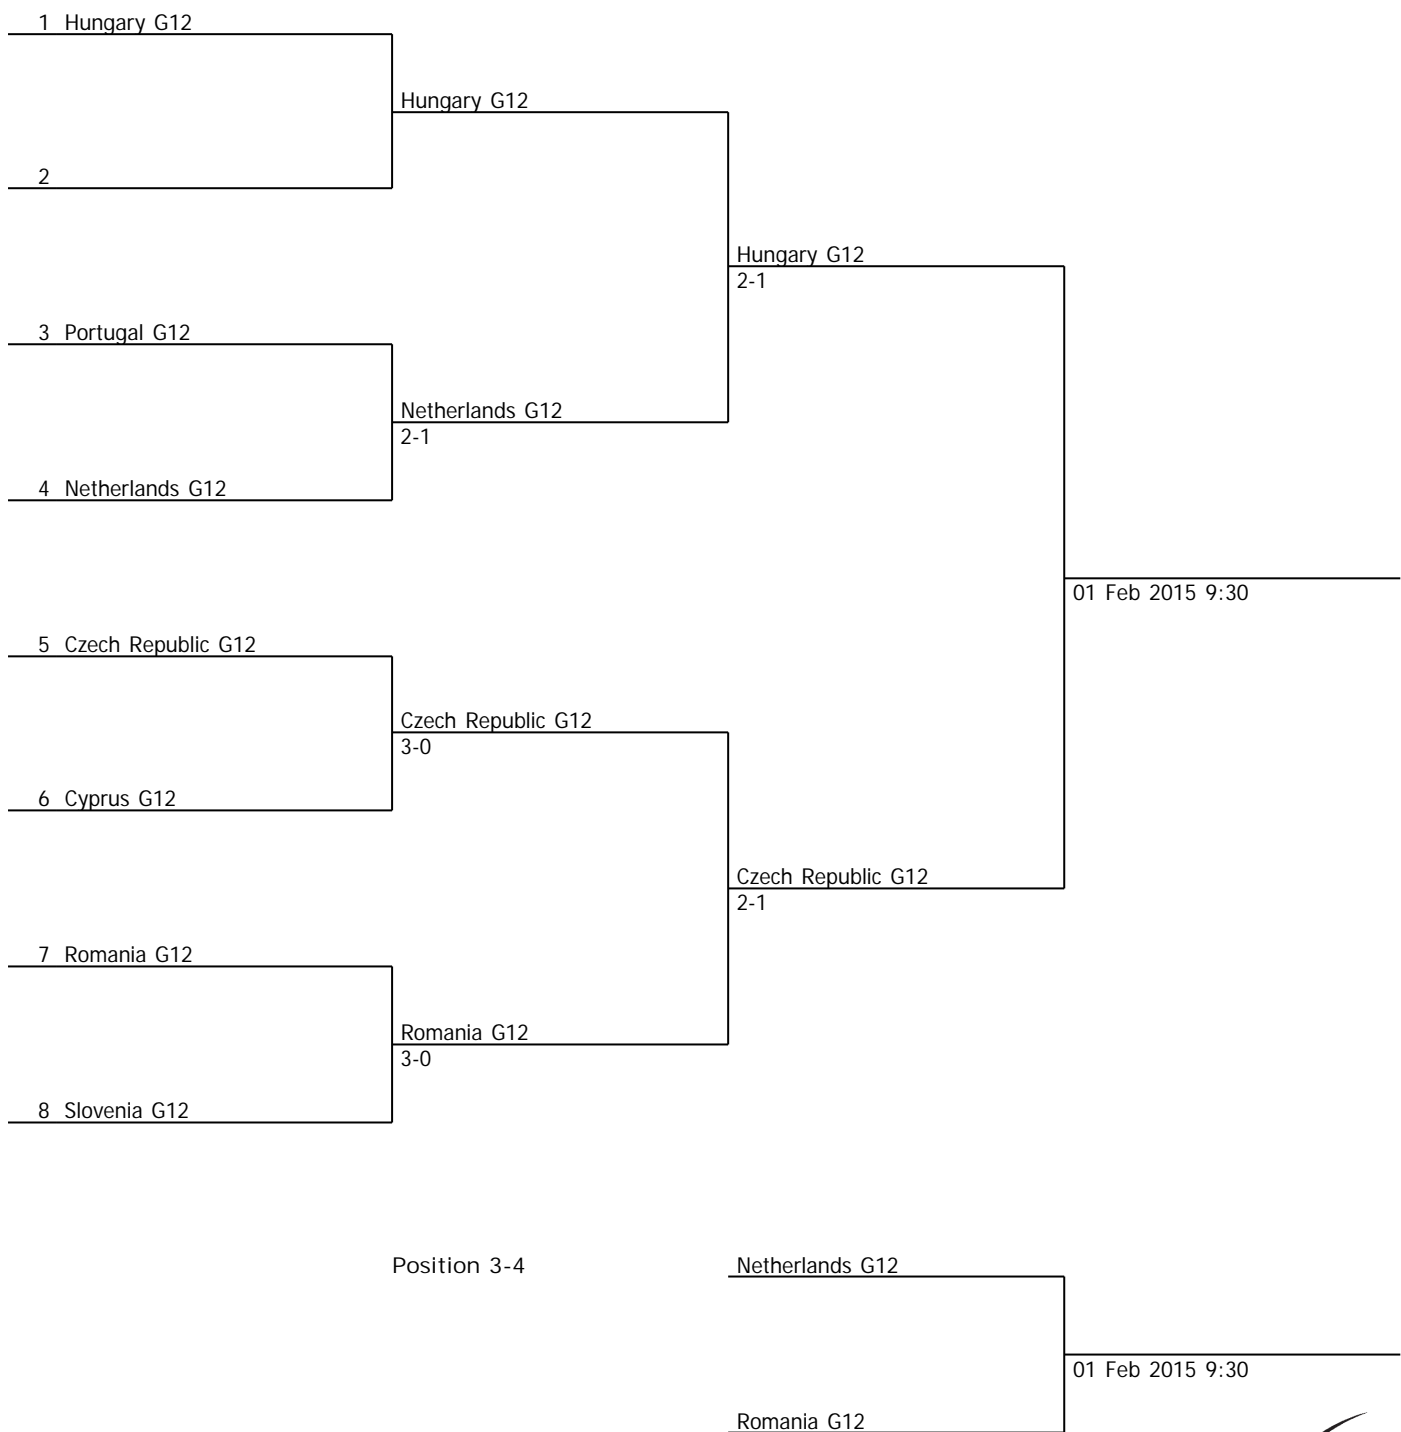 1 Hungary G12
Hungary G12
2
Hungary G12
2-1
3 Portugal G12
Netherlands G12
2-1
4 Netherlands G12
01 Feb 2015 9:30
5 Czech Republic G12
Czech Republic G12
3-0
6 Cyprus G12
Czech Republic G12
2-1
7 Romania G12
Romania G12
3-0
8 Slovenia G12
Position 3-4 Netherlands G12
01 Feb 2015 9:30
Romania G12